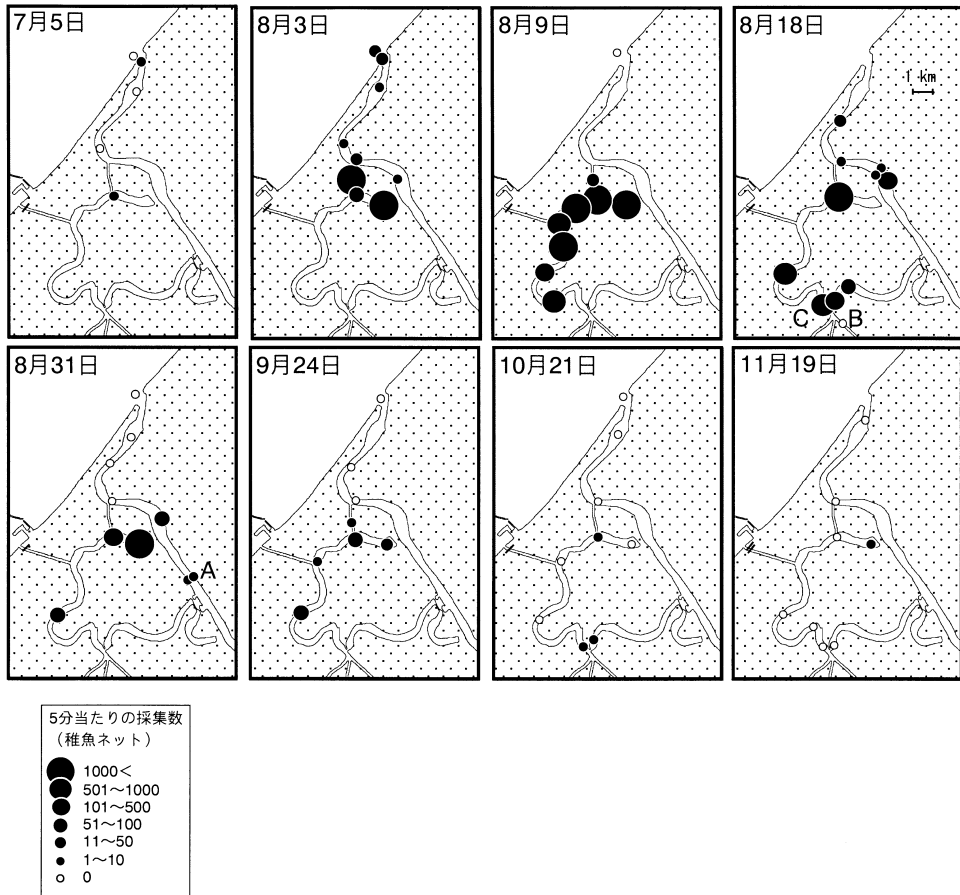 7月5日
8月3日
8月9日
8月18日
1 km
C B
8月31日
A
9月24日
10月21日
11月19日
5分当たりの採集数
(稚魚ネット)
1000<
501~1000
101~500
51~100
11~50
1~10
0